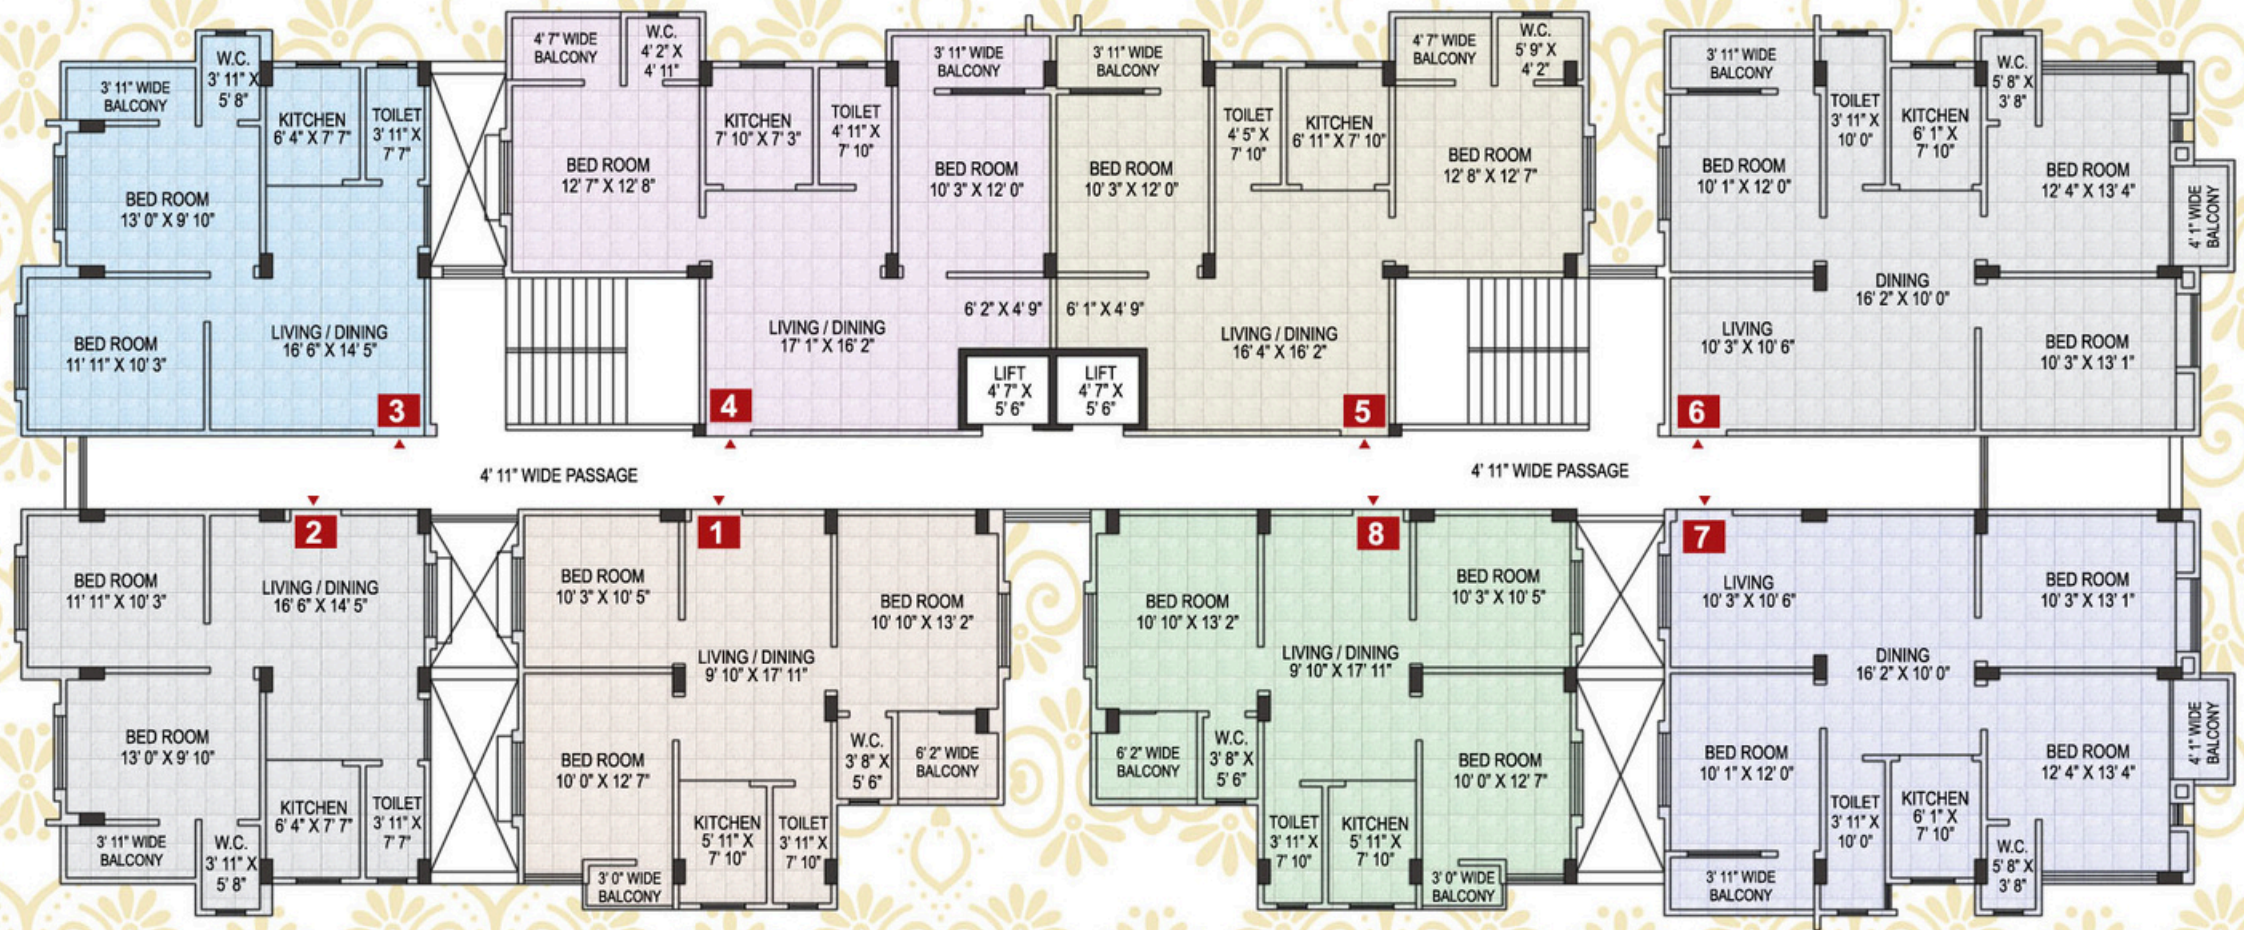 3' 11" WIDE
BALCONY
W.C.
3' 11" X
5' 8"
KITCHEN
6' 4" X 7' 7"
TOILET
3' 11" X
7' 7"
BED ROOM
13' 0" X 9' 10"
BED ROOM
11' 11" X 10' 3"
LIVING / DINING
16' 6" X 14' 5"
3
4' 7" WIDE
BALCONY
W.C.
4' 2" X
4' 11"
BED ROOM
12' 7" X 12' 8"
KITCHEN
7' 10" X 7' 3"
TOILET
4' 11" X
7' 10"
3' 11" WIDE
BALCONY
BED ROOM
10' 3" X 12' 0"
6' 2" X 4' 9"
LIVING / DINING
17' 1" X 16' 2"
LIFT
4' 7" X
5' 6"
4
3' 11" WIDE
BALCONY
BED ROOM
10' 3" X 12' 0"
TOILET
4' 5" X
7' 10"
KITCHEN
6' 11" X 7' 10"
4' 7" WIDE
BALCONY
W.C.
5' 9" X
4' 2"
BED ROOM
12' 8" X 12' 7"
6' 1" X 4' 9"
LIVING / DINING
16' 4" X 16' 2"
LIFT
4' 7" X
5' 6"
5
3' 11" WIDE
BALCONY
TOILET
3' 11" X
10' 0"
KITCHEN
6' 1" X
7' 10"
W.C.
5' 8" X
3' 8"
BED ROOM
10' 1" X 12' 0"
BED ROOM
12' 4" X 13' 4"
4' 1" WIDE
BALCONY
DINING
16' 2" X 10' 0"
LIVING
10' 3" X 10' 6"
BED ROOM
10' 3" X 13' 1"
6
4' 11" WIDE PASSAGE
4' 11" WIDE PASSAGE
2
BED ROOM
11' 11" X 10' 3"
LIVING / DINING
16' 6" X 14' 5"
BED ROOM
13' 0" X 9' 10"
3' 11" WIDE
BALCONY
W.C.
3' 11" X
5' 8"
KITCHEN
6' 4" X 7' 7"
TOILET
3' 11" X
7' 7"
1
BED ROOM
10' 3" X 10' 5"
BED ROOM
10' 10" X 13' 2"
LIVING / DINING
9' 10" X 17' 11"
BED ROOM
10' 0" X 12' 7"
W.C.
3' 8" X
5' 6"
6' 2" WIDE
BALCONY
KITCHEN
5' 11" X
7' 10"
TOILET
3' 11" X
7' 10"
3' 0" WIDE
BALCONY
8
BED ROOM
10' 10" X 13' 2"
BED ROOM
10' 3" X 10' 5"
LIVING / DINING
9' 10" X 17' 11"
6' 2" WIDE
BALCONY
W.C.
3' 8" X
5' 6"
BED ROOM
10' 0" X 12' 7"
TOILET
3' 11" X
7' 10"
KITCHEN
5' 11" X
7' 10"
3' 0" WIDE
BALCONY
7
LIVING
10' 3" X 10' 6"
BED ROOM
10' 3" X 13' 1"
DINING
16' 2" X 10' 0"
BED ROOM
10' 1" X 12' 0"
BED ROOM
12' 4" X 13' 4"
4' 1" WIDE
BALCONY
TOILET
3' 11" X
10' 0"
KITCHEN
6' 1" X
7' 10"
W.C.
5' 8" X
3' 8"
3' 11" WIDE
BALCONY